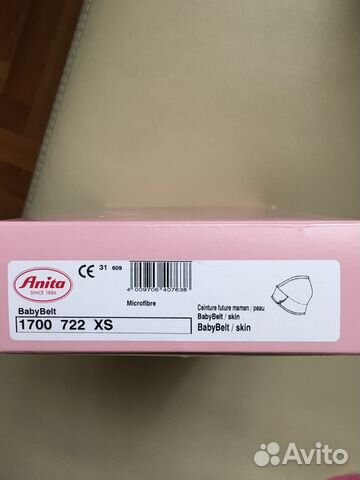 Anita
SINCE 1886
CE 31 609
4 009706 407638
Microfibre
BabyBelt
1700 722 XS
Ceinture future maman / peau
BabyBelt / skin
BabyBelt / skin
Avito